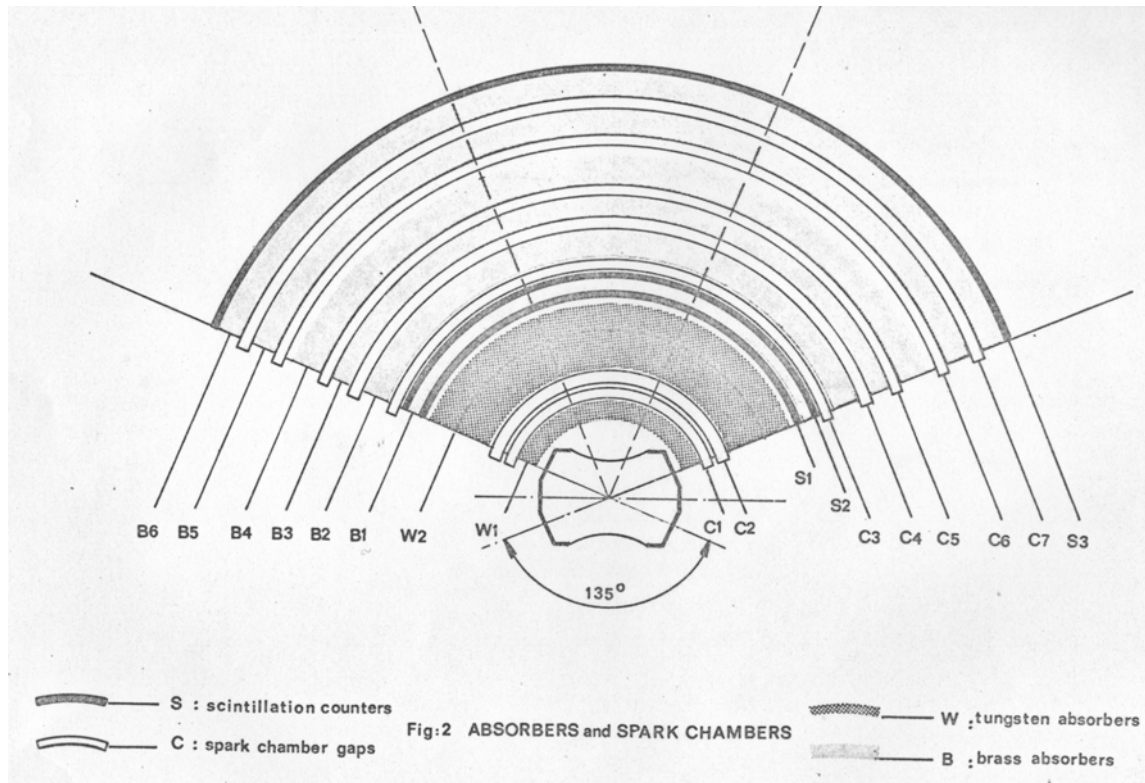 B6 B5 B4 B3 B2 B1 W2 W1 C1 C2 S1 S2 C3 C4 C5 C6 C7 S3
135°
S : scintillation counters
C : spark chamber gaps
Fig:2 ABSORBERS and SPARK CHAMBERS
W : tungsten absorbers
B : brass absorbers